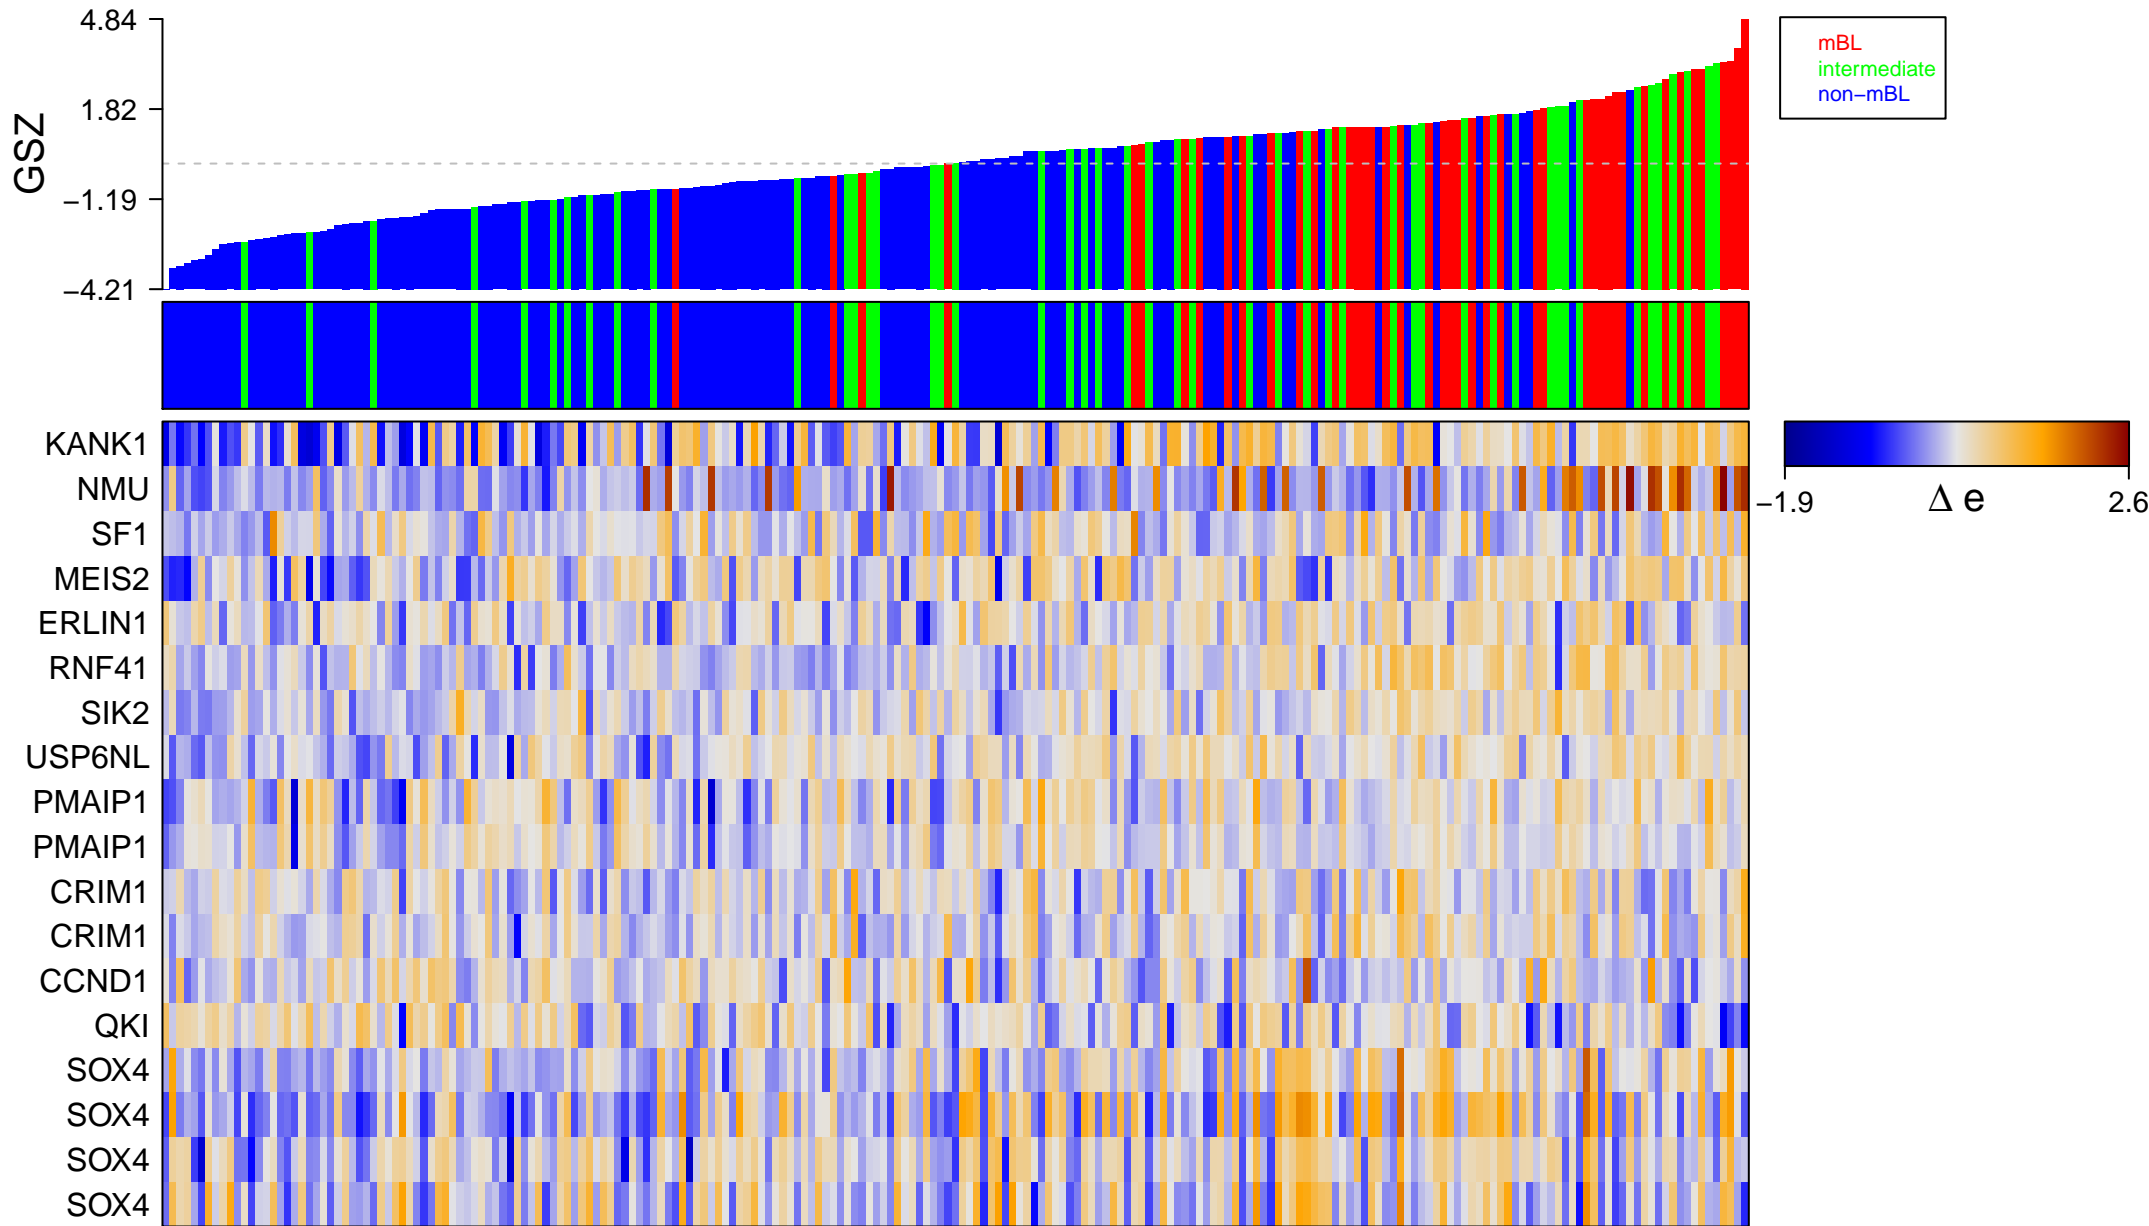 4.84
1.82
−1.19
−4.21
GSZ
mBL
intermediate
non−mBL
KANK1
NMU
SF1
MEIS2
ERLIN1
RNF41
SIK2
USP6NL
PMAIP1
PMAIP1
CRIM1
CRIM1
CCND1
QKI
SOX4
SOX4
SOX4
SOX4
−1.9 Δ e 2.6